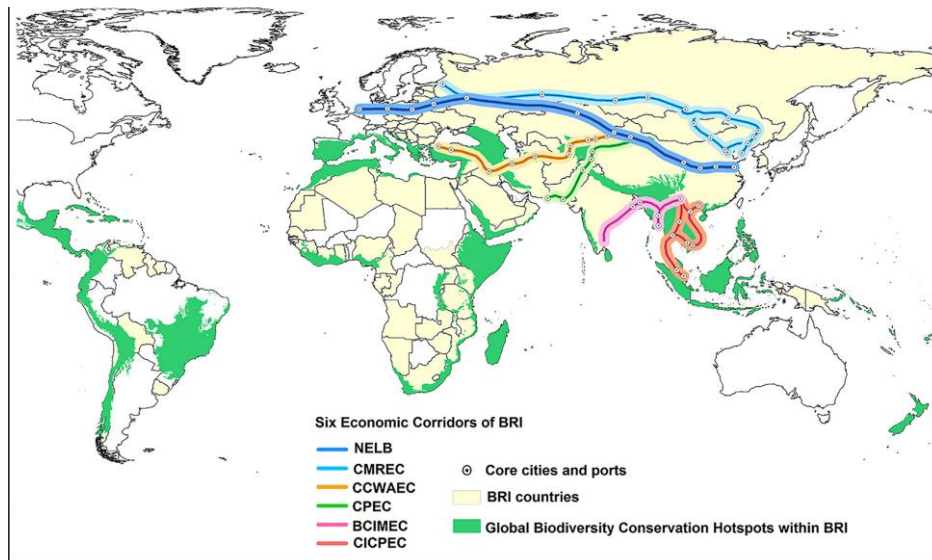 Six Economic Corridors of BRI
NELB
CMREC
CCWAEC
CPEC
BCIMEC
CICPEC
Core cities and ports
BRI countries
Global Biodiversity Conservation Hotspots within BRI